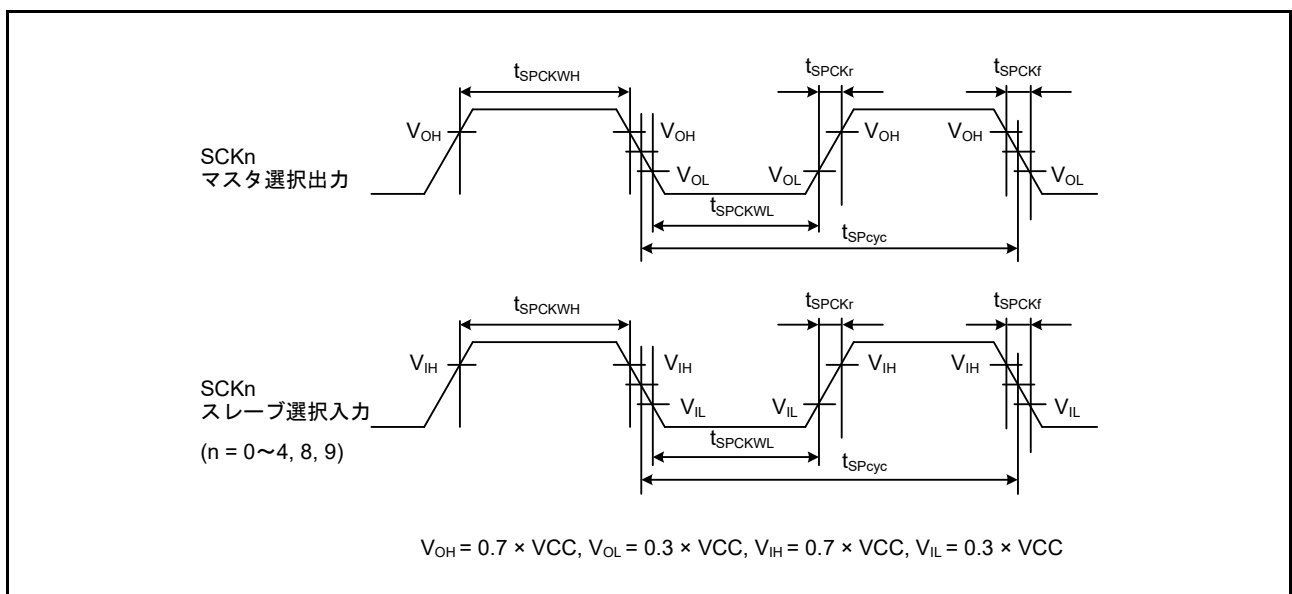 tSPCKWH
tSPCKr
tSPCKf
VOH
VOH
VOH
VOH
SCKn
マスタ選択出力
VOL
VOL
VOL
tSPCKWL
tSPcyc
tSPCKWH
tSPCKr
tSPCKf
VIH
VIH
VIH
VIH
SCKn
スレーブ選択入力
VIL
VIL
VIL
(n = 0～4, 8, 9)
tSPCKWL
tSPcyc
VOH = 0.7 × VCC, VOL = 0.3 × VCC, VIH = 0.7 × VCC, VIL = 0.3 × VCC